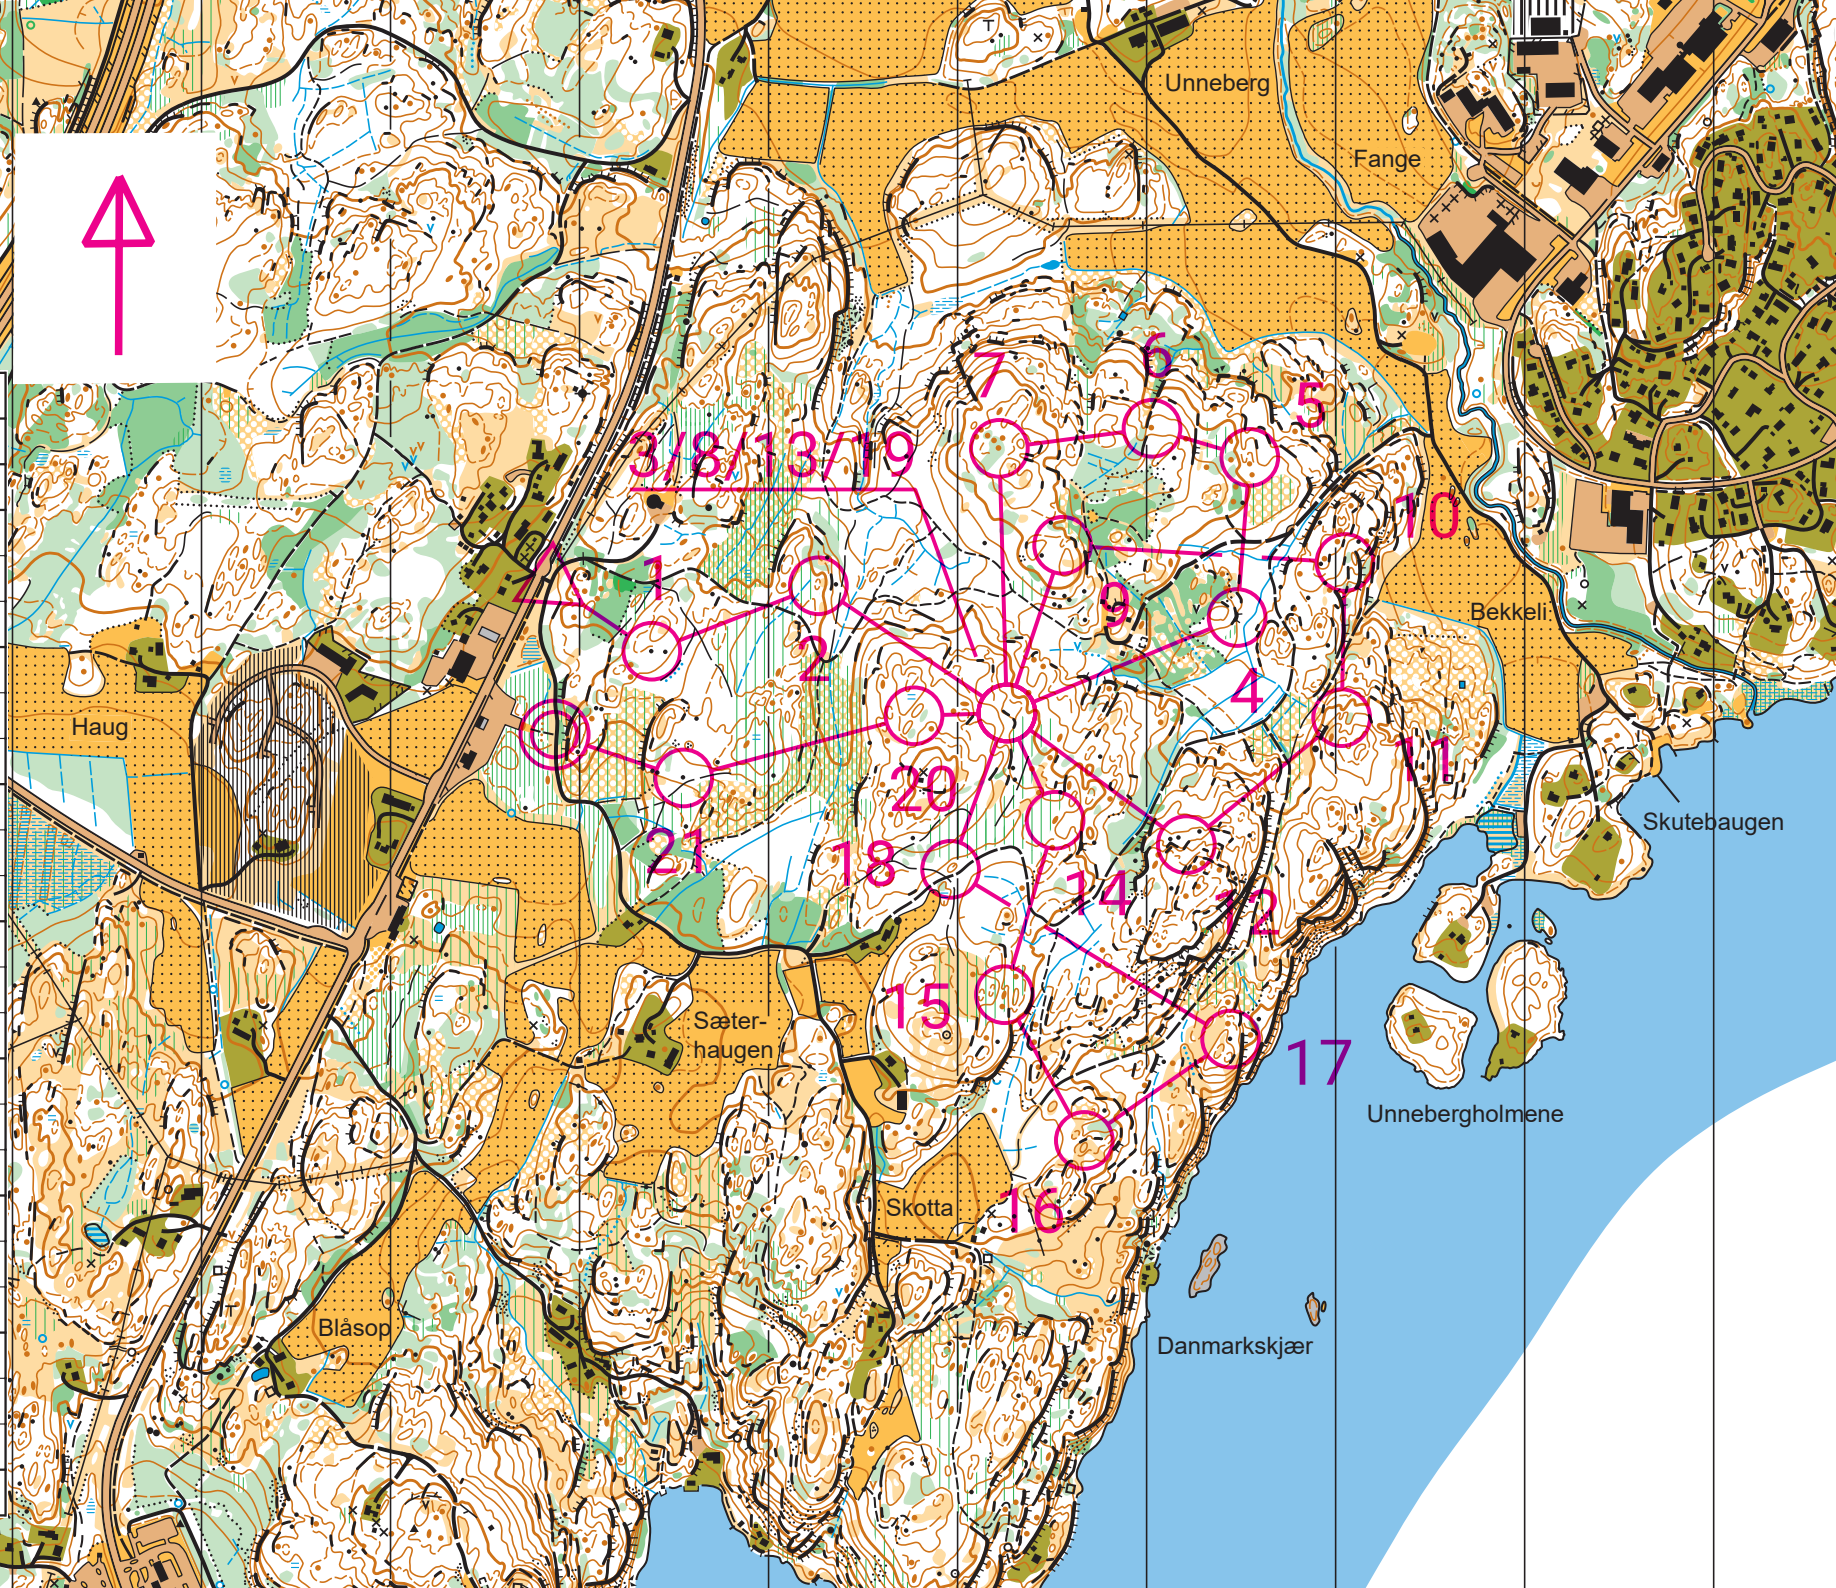 Unneberg
Fange
6
7
5
3/8/13/19
10
1
9
Bekkeli
2
4
Haug
11
20
Skutebaugen
21
18
14
12
15
Sæter-
haugen
17
Unnebergholmene
Skotta
16
Blåsop
Danmarkskjær